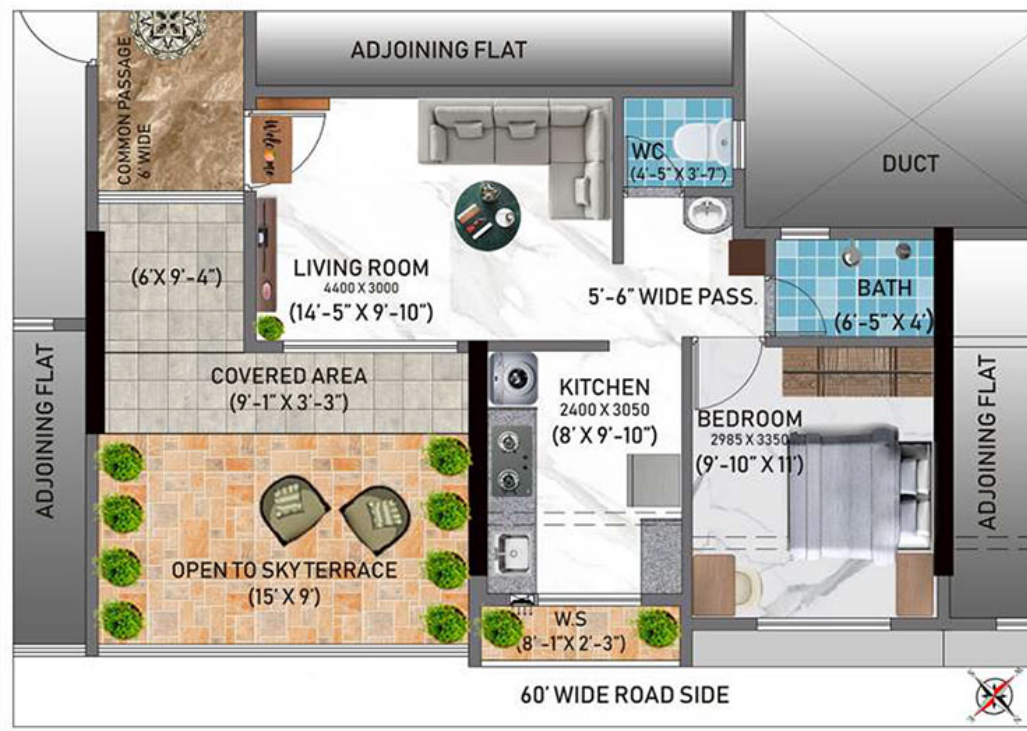 ADJOINING FLAT
COMMON PASSAGE
6' WIDE
Welcome
WC
(4'-5" X 3'-7")
DUCT
(6'X 9'-4")
LIVING ROOM
4400 X 3000
(14'-5" X 9'-10")
5'-6" WIDE PASS.
BATH
(6'-5" X 4')
COVERED AREA
(9'-1" X 3'-3")
KITCHEN
2400 X 3050
(8' X 9'-10")
BEDROOM
2985 X 3350
(9'-10" X 11')
ADJOINING FLAT
ADJOINING FLAT
OPEN TO SKY TERRACE
(15' X 9')
W.S
(8'-1"X 2'-3")
60' WIDE ROAD SIDE